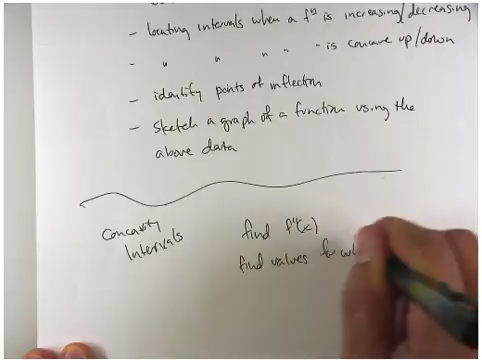 - locating intervals when a fⁿ is increasing/decreasing
- " " " " " is concave up/down
- identify points of inflection
- Sketch a graph of a function using the
above data
Concavity
Intervals
find f"(x)
find values for wh